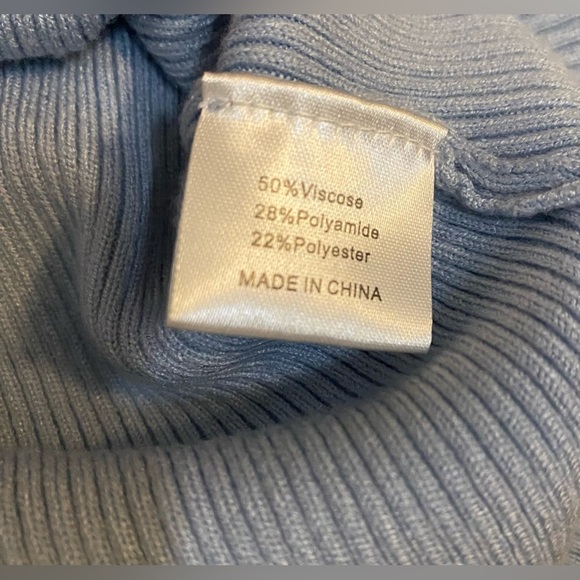 50%Viscose
28%Polyamide
22%Polyester
MADE IN CHINA